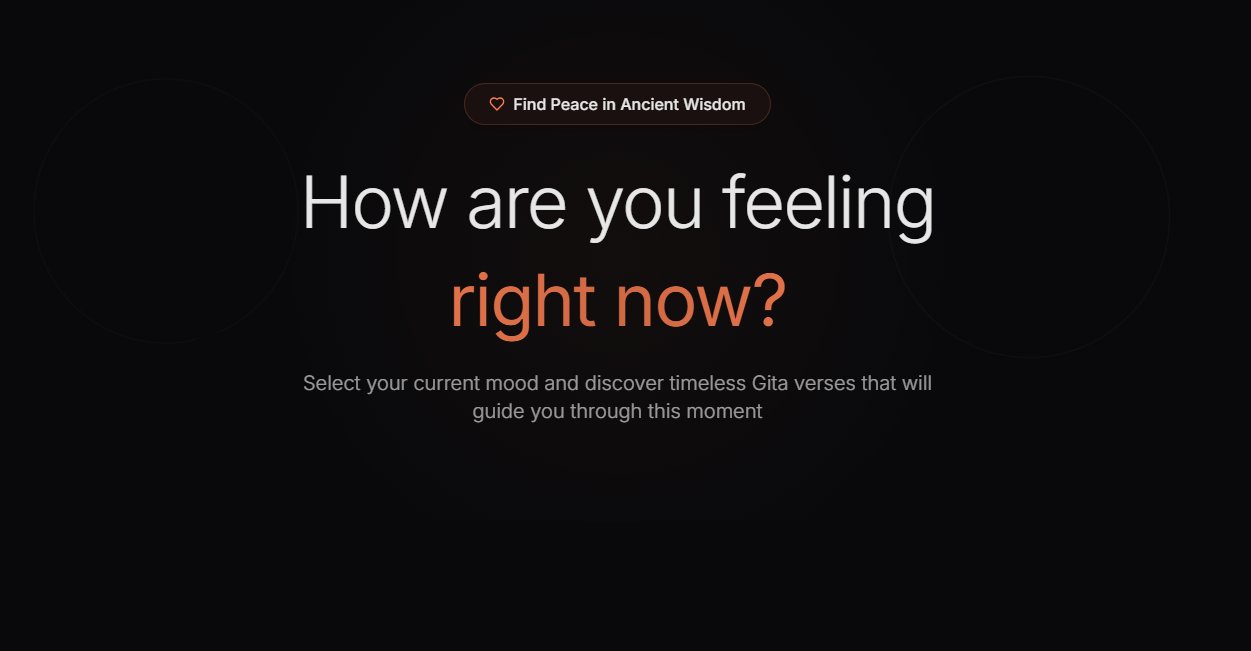 Find Peace in Ancient Wisdom
How are you feeling
right now?
Select your current mood and discover timeless Gita verses that will
guide you through this moment